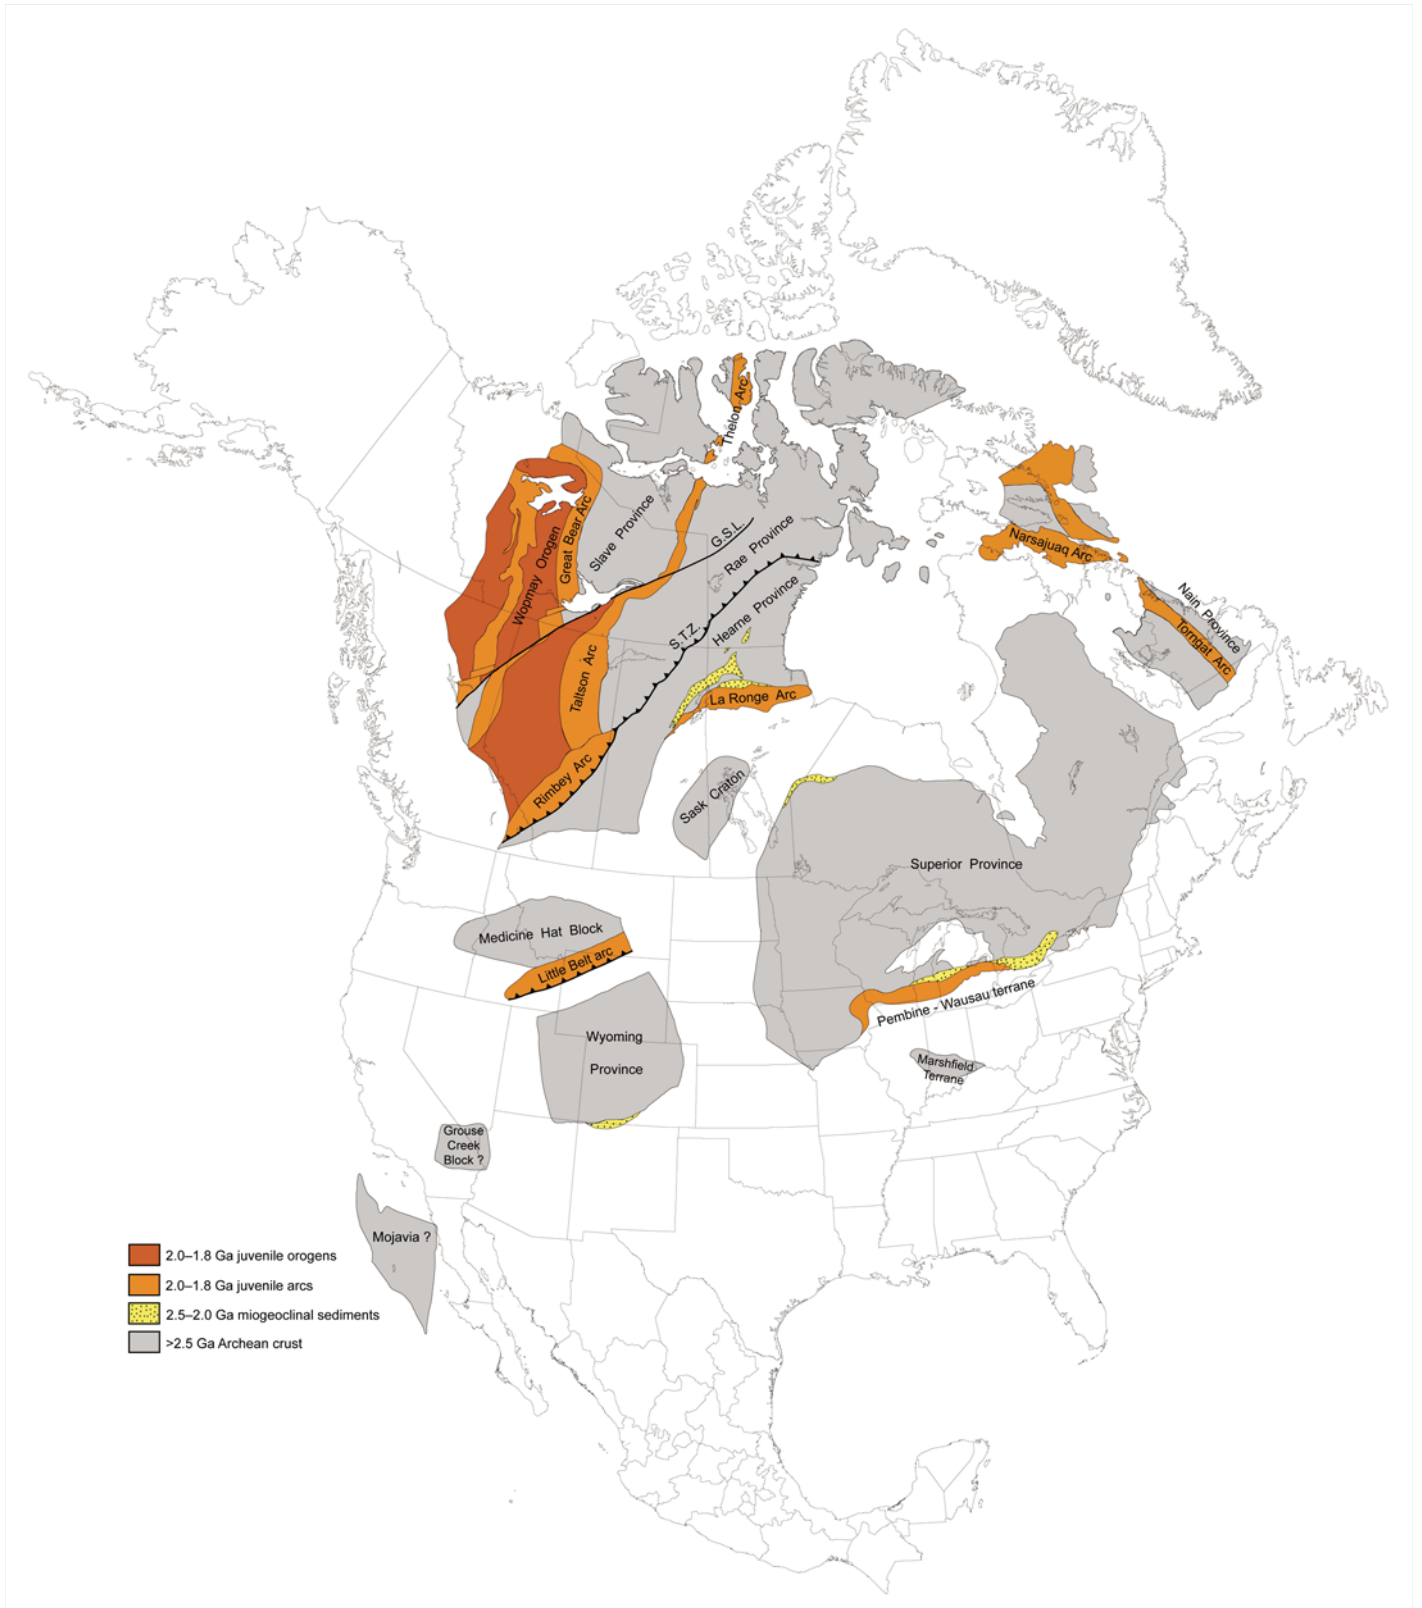 Thelon Arc
Great Bear Arc
Slave Province
Wopmay Orogen
G.S.L.
Rae Province
Narsajuaq Arc
Nain Province
Torngat Arc
Hearne Province
S.T.Z.
Taltson Arc
La Ronge Arc
Rimbey Arc
Sask Craton
Superior Province
Medicine Hat Block
Little Belt arc
Pembine - Wausau terrane
Wyoming
Province
Marshfield
Terrane
Grouse
Creek
Block ?
Mojavia ?
2.0–1.8 Ga juvenile orogens
2.0–1.8 Ga juvenile arcs
2.5–2.0 Ga miogeoclinal sediments
>2.5 Ga Archean crust